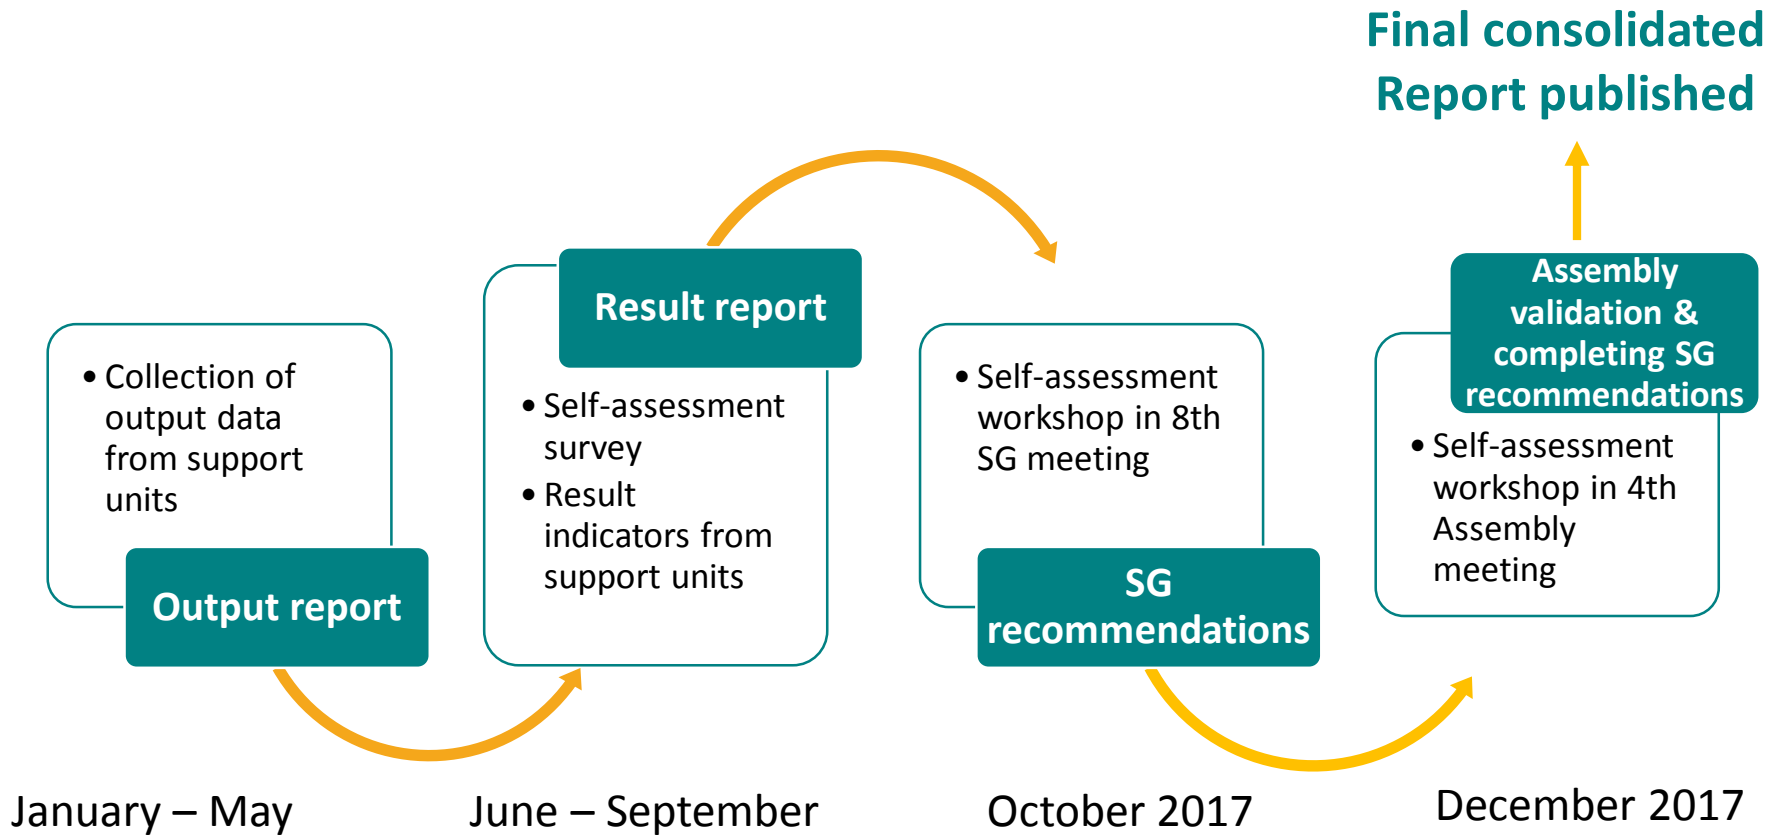 Final consolidated
Report published
• Collection of
output data
from support
units
Output report
Result report
• Self-assessment
survey
• Result
indicators from
support units
• Self-assessment
workshop in 8th
SG meeting
SG
recommendations
Assembly
validation &
completing SG
recommendations
• Self-assessment
workshop in 4th
Assembly
meeting
January – May
June – September
October 2017
December 2017